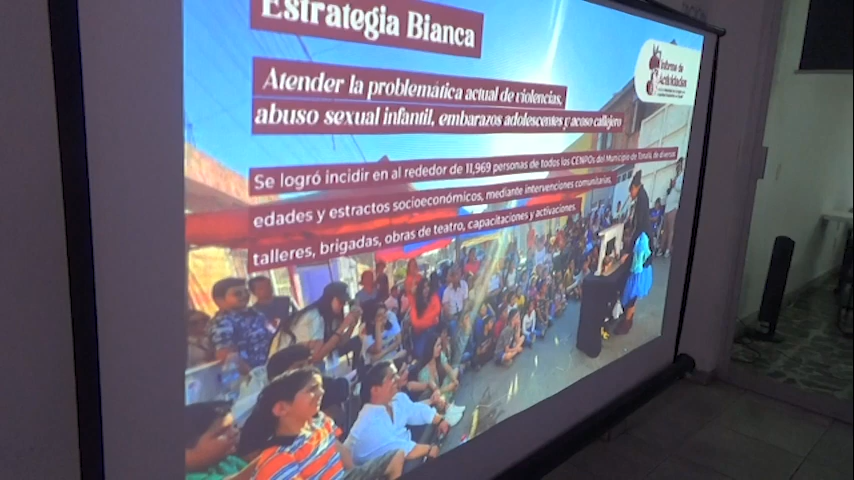 Estrategia Bianca
Atender la problemática actual de violencias,
abuso sexual infantil, embarazos adolescentes y acoso callejero
Informe de
Actividades
Se logró incidir en al rededor de 11,969 personas de todos los CENPOs del Municipio de Tonalá, de diversas
edades y estractos socioeconómicos, mediante intervenciones comunitarias,
talleres, brigadas, obras de teatro, capacitaciones y activaciones.